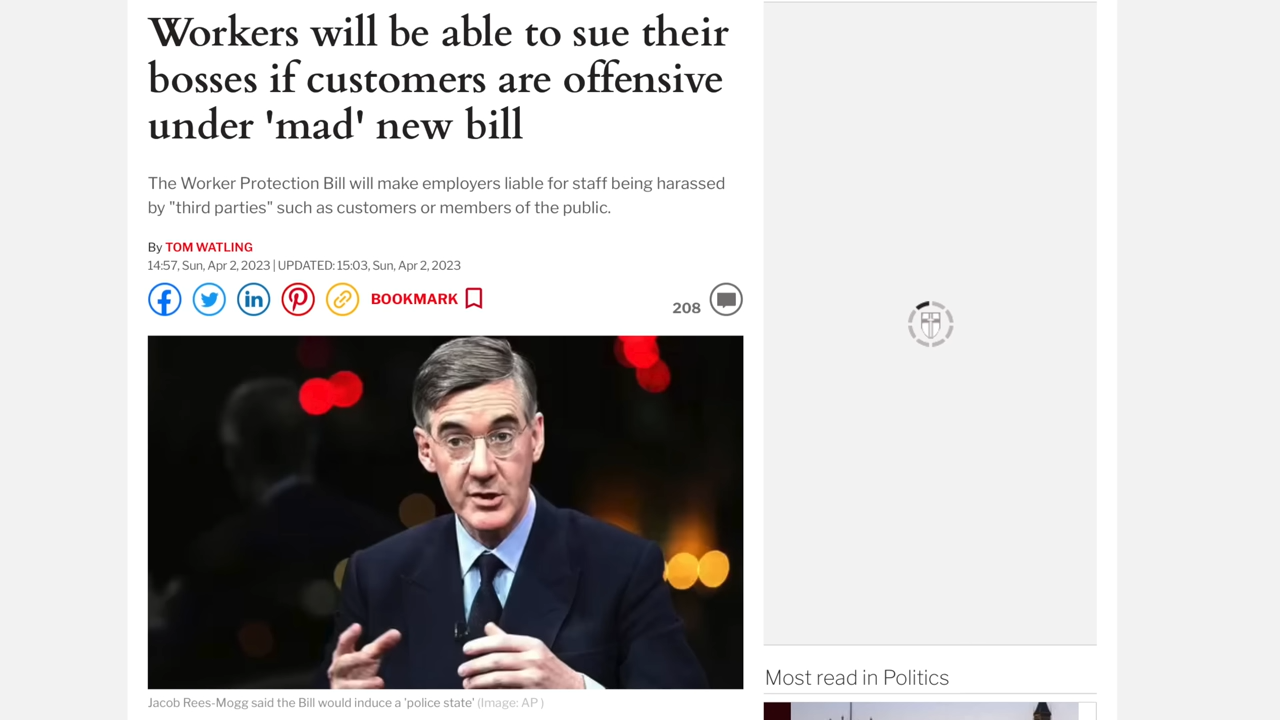 Workers will be able to sue their
bosses if customers are offensive
under 'mad' new bill
The Worker Protection Bill will make employers liable for staff being harassed
by "third parties" such as customers or members of the public.
By TOM WATLING
14:57, Sun, Apr 2, 2023 | UPDATED: 15:03, Sun, Apr 2, 2023
BOOKMARK
208
Jacob Rees-Mogg said the Bill would induce a 'police state' (Image: AP )
Most read in Politics